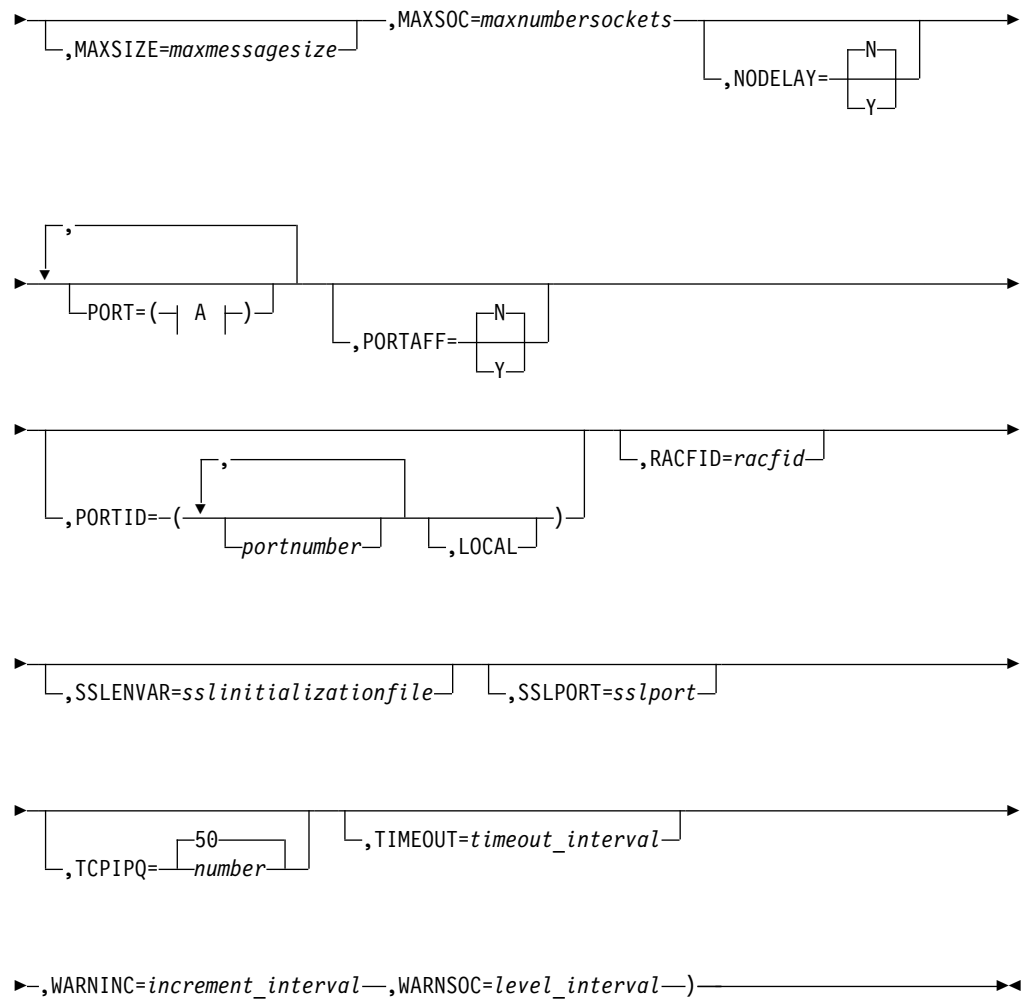 ,MAXSIZE=maxmessagesize ,MAXSOC=maxnumbersockets ,NODELAY= N Y
,
PORT=( A ) ,PORTAFF= N Y
,PORTID= ( , portnumber ,LOCAL ) ,RACFID=racfid
,SSLENVAR=sslinitializationfile ,SSLPORT=sslport
,TCPIPQ= 50 number ,TIMEOUT=timeout_interval
,WARNINC=increment_interval ,WARNSOC=level_interval )